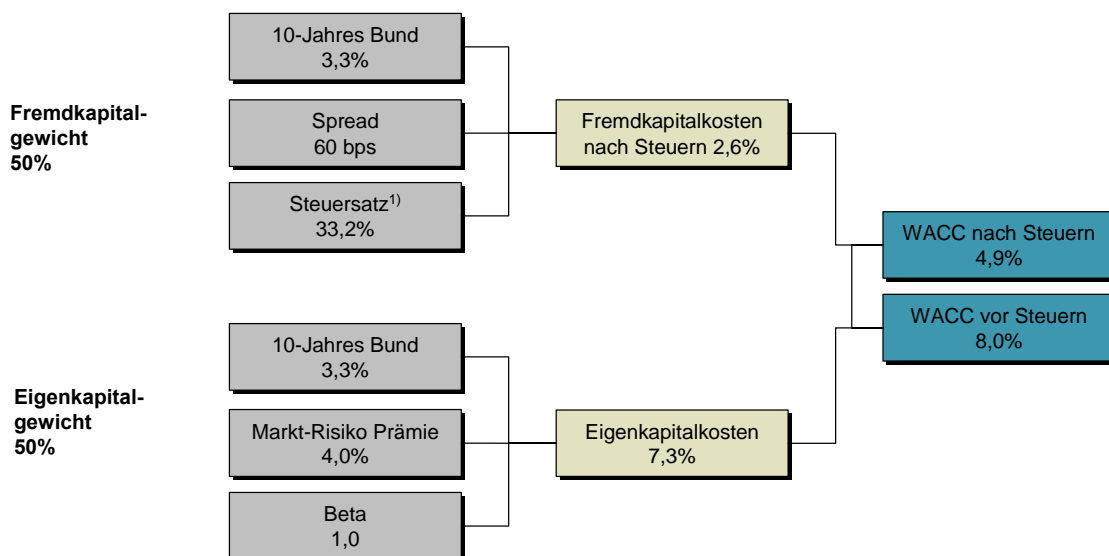 Fremdkapital-
gewicht
50%
10-Jahres Bund
3,3%
Spread
60 bps
Steuersatz1)
33,2%
Fremdkapitalkosten
nach Steuern 2,6%
WACC nach Steuern
4,9%
WACC vor Steuern
8,0%
Eigenkapital-
gewicht
50%
10-Jahres Bund
3,3%
Markt-Risiko Prämie
4,0%
Beta
1,0
Eigenkapitalkosten
7,3%